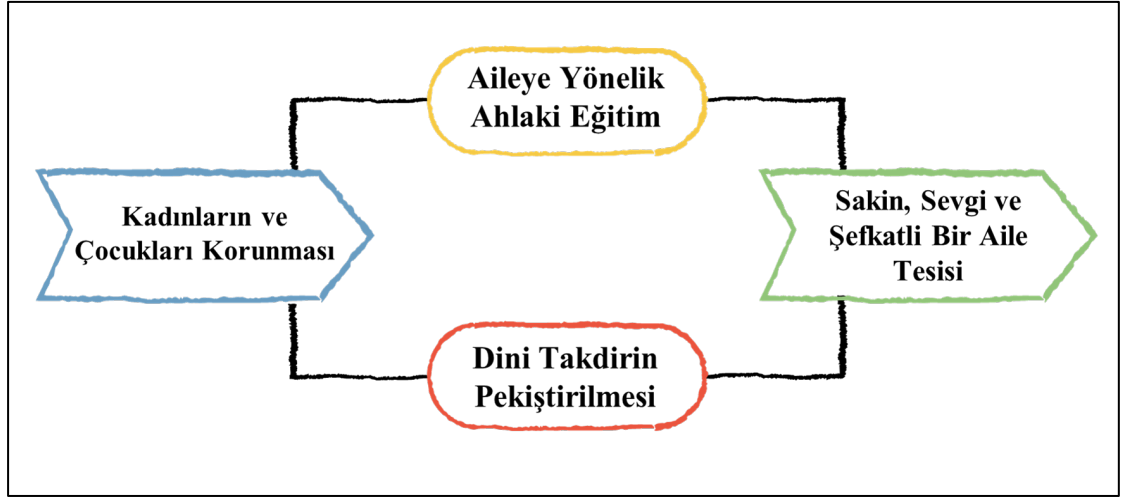 Aileye Yönelik
Ahlaki Eğitim
Kadınların ve
Çocukları Korunması
Sakin, Sevgi ve
Şefkatli Bir Aile
Tesisi
Dini Takdirin
Pekiştirilmesi